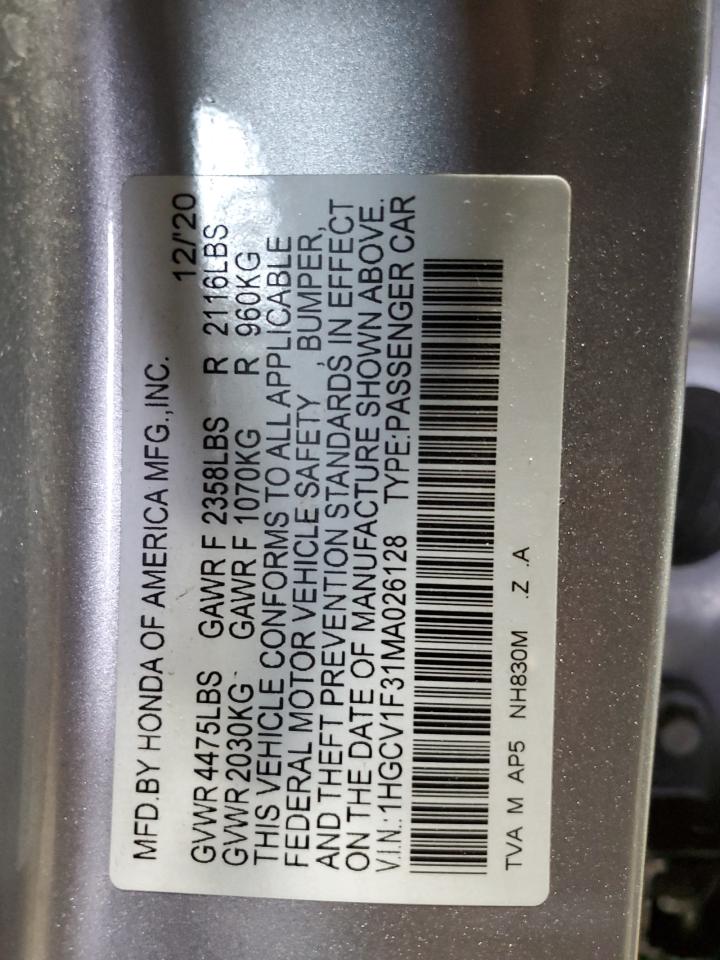 MFD.BY HONDA OF AMERICA MFG.,INC. 12/'20
GVWR 4475LBS GAWR F 2358LBS R 2116LBS
GVWR 2030KG GAWR F 1070KG R 960KG
THIS VEHICLE CONFORMS TO ALL APPLICABLE
FEDERAL MOTOR VEHICLE SAFETY , BUMPER,
AND THEFT PREVENTION STANDARDS IN EFFECT
ON THE DATE OF MANUFACTURE SHOWN ABOVE.
V.I.N.: 1HGCV1F31MA026128 TYPE:PASSENGER CAR
TVA M AP5 NH830M .Z .A